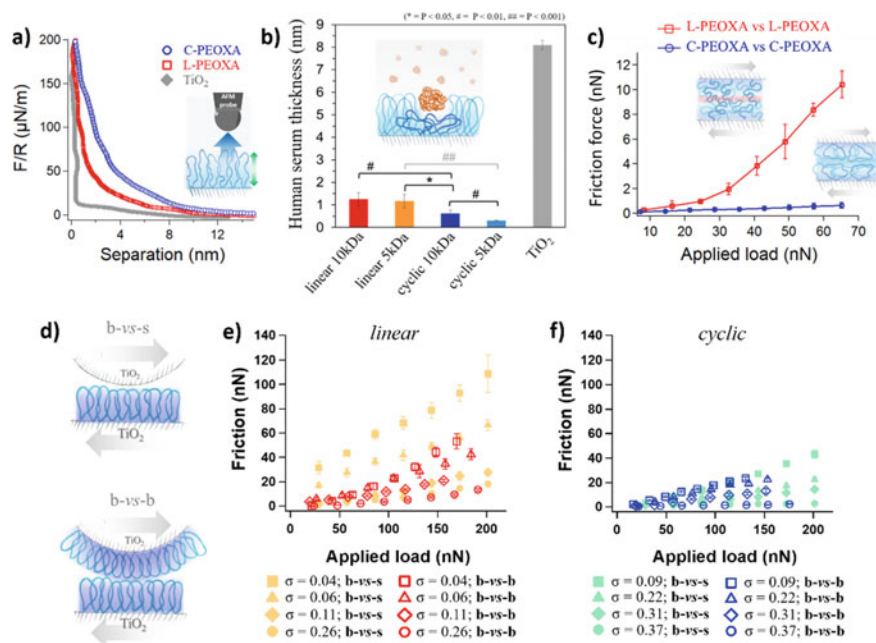 (* = P < 0.05, # = P < 0.01, ## = P < 0.001)
a)
200
150
100
50
0
F/R (µN/m)
0 4 8 12
Separation (nm)
C-PEOXA
L-PEOXA
TiO2
AFM
probe
b)
9
8
7
6
5
4
3
2
1
0
Human serum thickness (nm)
##
#
*
#
linear 10kDa
linear 5kDa
cyclic 10kDa
cyclic 5kDa
TiO2
c)
L-PEOXA vs L-PEOXA
C-PEOXA vs C-PEOXA
12
10
8
6
4
2
0
Friction force (nN)
10 20 30 40 50 60 70
Applied load (nN)
d)
b-vs-s
TiO2
TiO2
b-vs-b
TiO2
TiO2
e)
linear
140
120
100
80
60
40
20
0
Friction (nN)
0 50 100 150 200
Applied load (nN)
σ = 0.04; b-vs-s
σ = 0.06; b-vs-s
σ = 0.11; b-vs-s
σ = 0.26; b-vs-s
σ = 0.04; b-vs-b
σ = 0.06; b-vs-b
σ = 0.11; b-vs-b
σ = 0.26; b-vs-b
f)
cyclic
140
120
100
80
60
40
20
0
Friction (nN)
0 50 100 150 200
Applied load (nN)
σ = 0.09; b-vs-s
σ = 0.22; b-vs-s
σ = 0.31; b-vs-s
σ = 0.37; b-vs-s
σ = 0.09; b-vs-b
σ = 0.22; b-vs-b
σ = 0.31; b-vs-b
σ = 0.37; b-vs-b